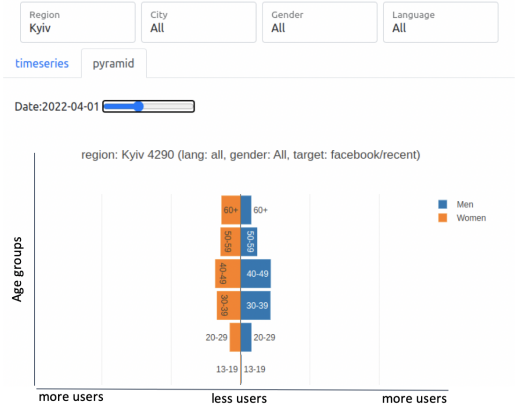 Region
Kyiv
City
All
Gender
All
Language
All
timeseries
pyramid
Date:2022-04-01
region: Kyiv 4290 (lang: all, gender: All, target: facebook/recent)
Men
Women
60+ 60+
50-59 50-59
40-49 40-49
30-39 30-39
20-29 20-29
13-19 13-19
Age groups
more users less users more users